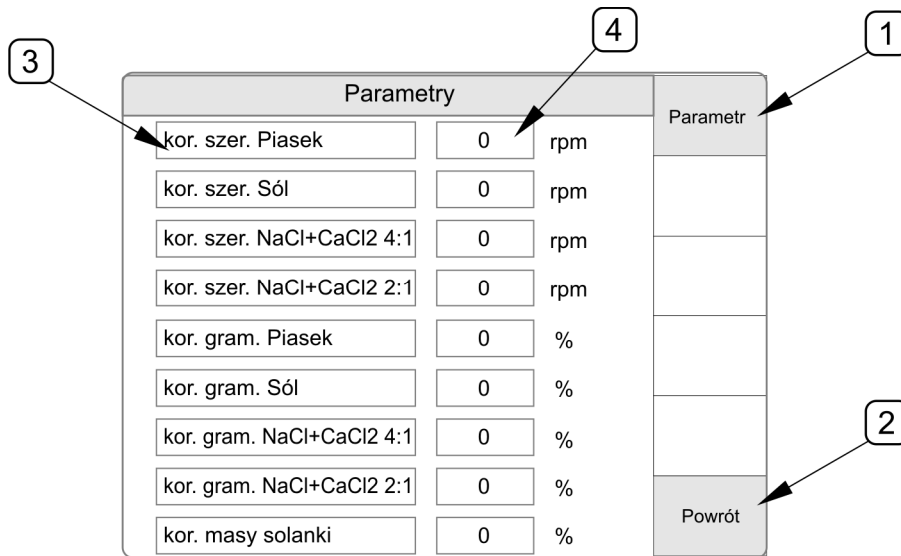 4
1
3
Parametry
Parametr
kor. szer. Piasek 0 rpm
kor. szer. Sól 0 rpm
kor. szer. NaCl+CaCl2 4:1 0 rpm
kor. szer. NaCl+CaCl2 2:1 0 rpm
kor. gram. Piasek 0 %
kor. gram. Sól 0 %
kor. gram. NaCl+CaCl2 4:1 0 %
2
kor. gram. NaCl+CaCl2 2:1 0 %
Powrót
kor. masy solanki 0 %